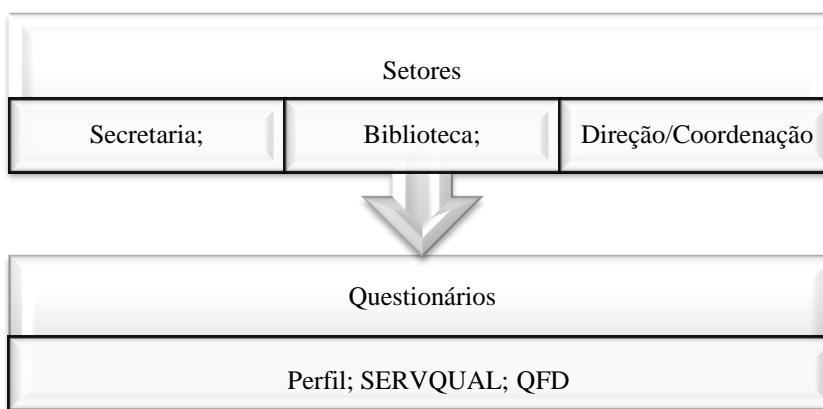 Setores
Secretaria;
Biblioteca;
Direção/Coordenação
Questionários
Perfil; SERVQUAL; QFD